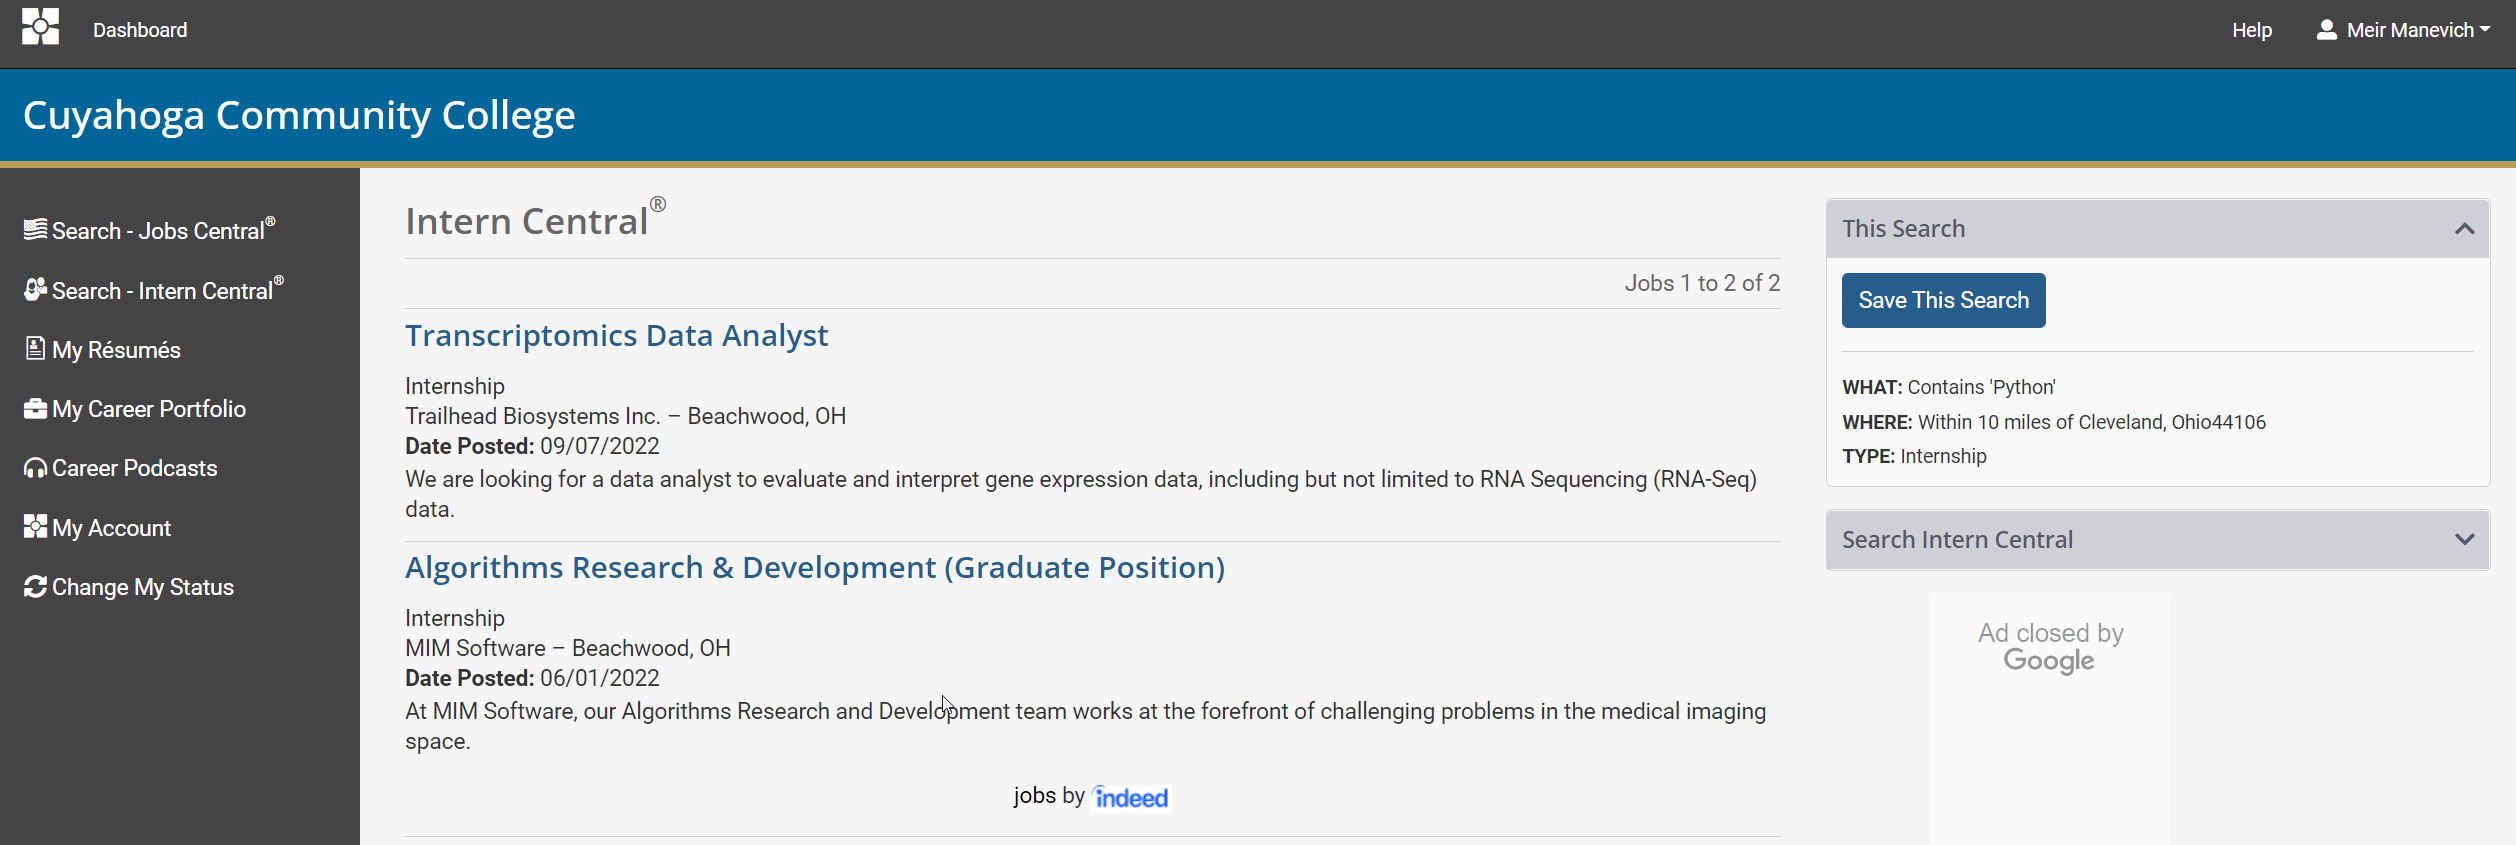 Dashboard
Help
Meir Manevich
Cuyahoga Community College
Search - Jobs Central®
Search - Intern Central®
My Résumés
My Career Portfolio
Career Podcasts
My Account
Change My Status
Intern Central®
Jobs 1 to 2 of 2
Transcriptomics Data Analyst
Internship
Trailhead Biosystems Inc. – Beachwood, OH
Date Posted: 09/07/2022
We are looking for a data analyst to evaluate and interpret gene expression data, including but not limited to RNA Sequencing (RNA-Seq)
data.
Algorithms Research & Development (Graduate Position)
Internship
MIM Software – Beachwood, OH
Date Posted: 06/01/2022
At MIM Software, our Algorithms Research and Development team works at the forefront of challenging problems in the medical imaging
space.
jobs by indeed
This Search
Save This Search
WHAT: Contains 'Python'
WHERE: Within 10 miles of Cleveland, Ohio44106
TYPE: Internship
Search Intern Central
Ad closed by
Google